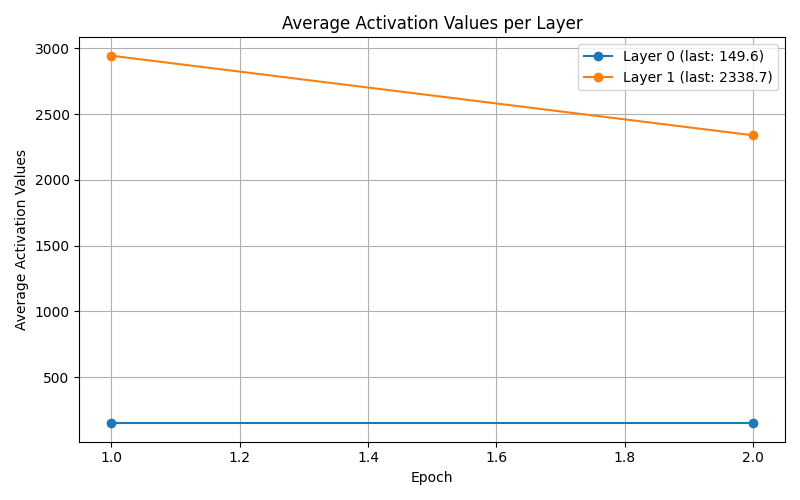 Average Activation Values per Layer
Layer 0 (last: 149.6)
Layer 1 (last: 2338.7)
Average Activation Values
3000
2500
2000
1500
1000
500
1.0 1.2 1.4 1.6 1.8 2.0
Epoch